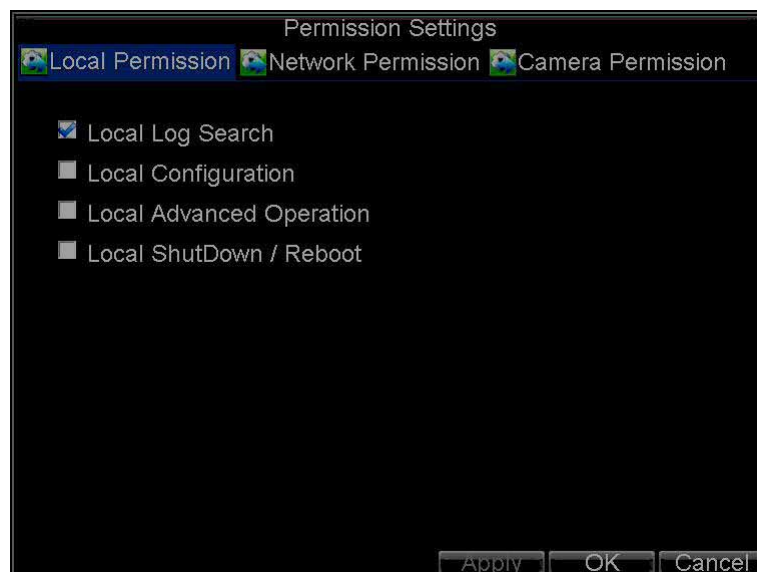 Permission Settings
Local Permission Network Permission Camera Permission
Local Log Search
Local Configuration
Local Advanced Operation
Local ShutDown / Reboot
Apply OK Cancel